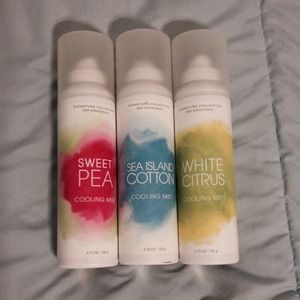 SIGNATURE COLLECTION
SWEET
PEA
COOLING MIST
SIGNATURE COLLECTION
SEA ISLAND
COTTON
COOLING MIST
SIGNATURE COLLECTION
WHITE
CITRUS
COOLING MIST